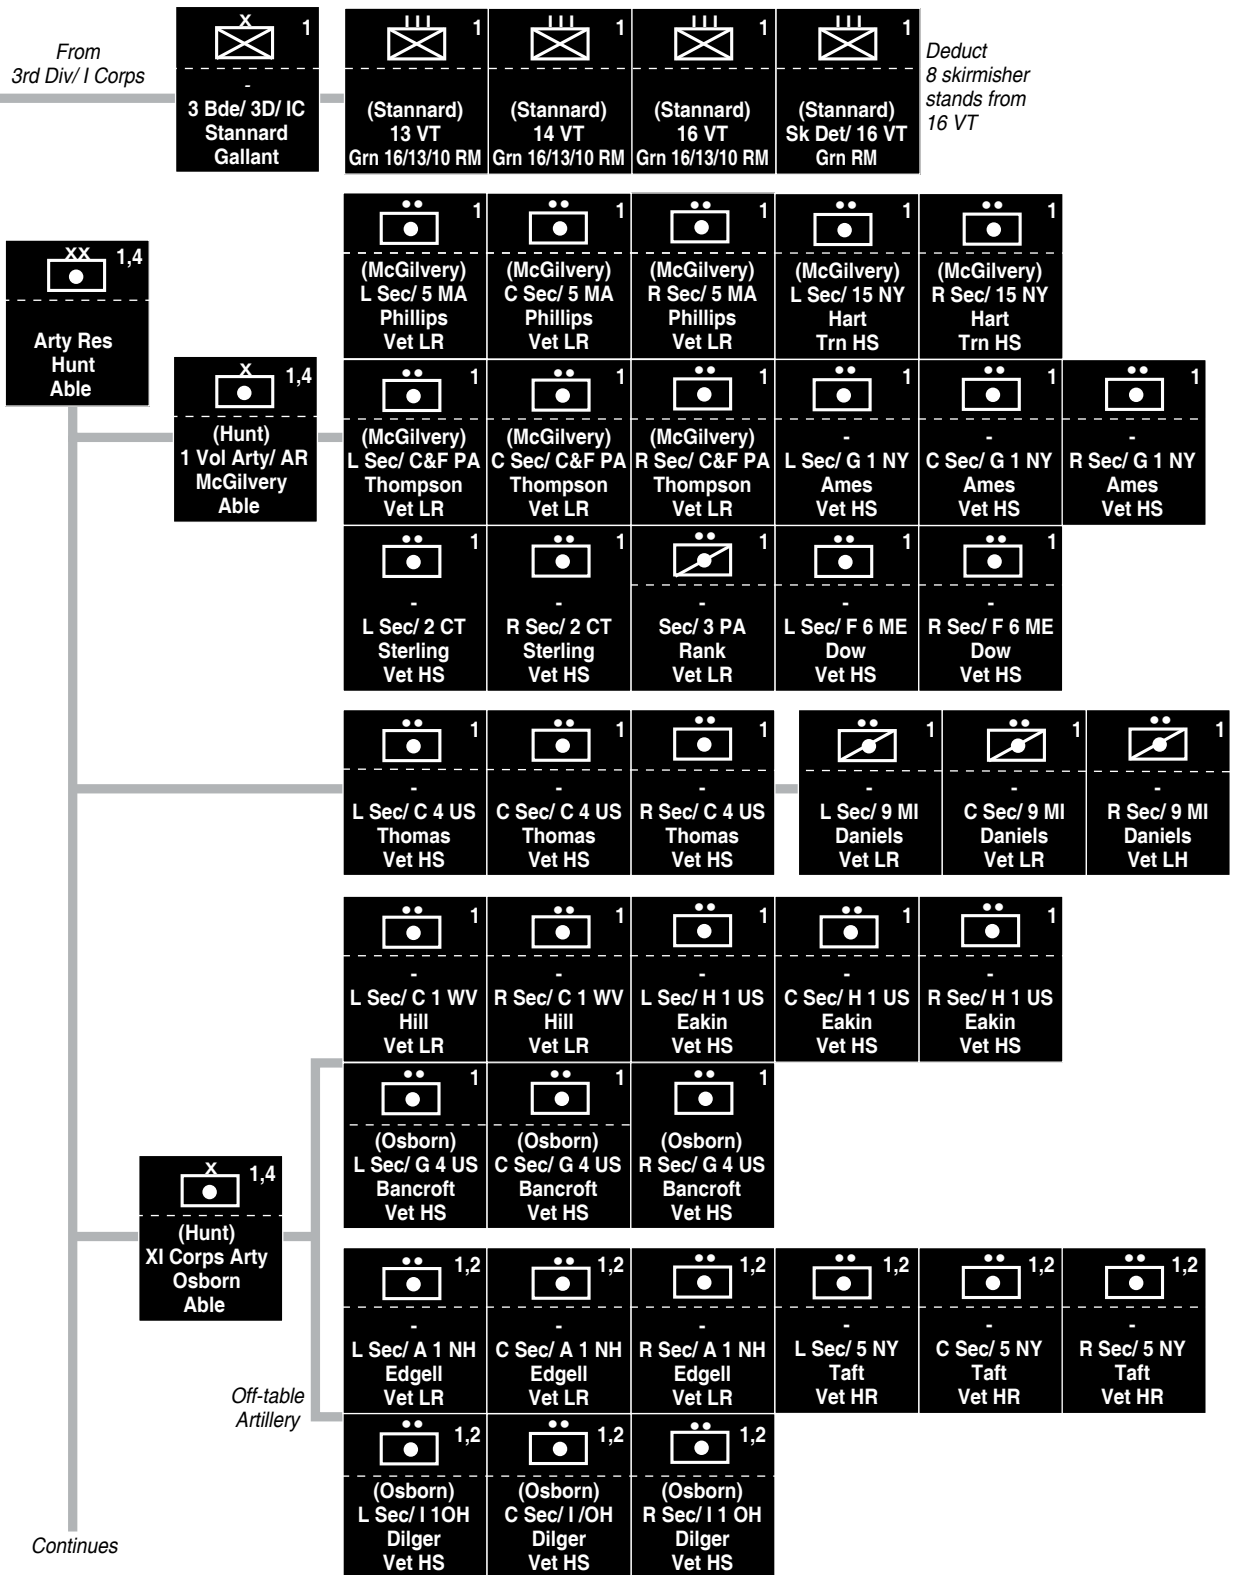 From
3rd Div/ I Corps
X 1
-
3 Bde/ 3D/ IC
Stannard
Gallant
III 1
(Stannard)
13 VT
Grn 16/13/10 RM
III 1
(Stannard)
14 VT
Grn 16/13/10 RM
III 1
(Stannard)
16 VT
Grn 16/13/10 RM
III 1
(Stannard)
Sk Det/ 16 VT
Grn RM
Deduct
8 skirmisher
stands from
16 VT
XX 1,4
Arty Res
Hunt
Able
X 1,4
(Hunt)
1 Vol Arty/ AR
McGilvery
Able
1
(McGilvery)
L Sec/ 5 MA
Phillips
Vet LR
1
(McGilvery)
C Sec/ 5 MA
Phillips
Vet LR
1
(McGilvery)
R Sec/ 5 MA
Phillips
Vet LR
1
(McGilvery)
L Sec/ 15 NY
Hart
Trn HS
1
(McGilvery)
R Sec/ 15 NY
Hart
Trn HS
1
(McGilvery)
L Sec/ C&F PA
Thompson
Vet LR
1
(McGilvery)
C Sec/ C&F PA
Thompson
Vet LR
1
(McGilvery)
R Sec/ C&F PA
Thompson
Vet LR
1
-
L Sec/ G 1 NY
Ames
Vet HS
1
-
C Sec/ G 1 NY
Ames
Vet HS
1
-
R Sec/ G 1 NY
Ames
Vet HS
1
-
L Sec/ 2 CT
Sterling
Vet HS
1
-
R Sec/ 2 CT
Sterling
Vet HS
1
-
Sec/ 3 PA
Rank
Vet LR
1
-
L Sec/ F 6 ME
Dow
Vet HS
1
-
R Sec/ F 6 ME
Dow
Vet HS
1
-
L Sec/ C 4 US
Thomas
Vet HS
1
-
C Sec/ C 4 US
Thomas
Vet HS
1
-
R Sec/ C 4 US
Thomas
Vet HS
1
-
L Sec/ 9 MI
Daniels
Vet LR
1
-
C Sec/ 9 MI
Daniels
Vet LR
1
-
R Sec/ 9 MI
Daniels
Vet LH
X 1,4
(Hunt)
XI Corps Arty
Osborn
Able
1
-
L Sec/ C 1 WV
Hill
Vet LR
1
-
R Sec/ C 1 WV
Hill
Vet LR
1
-
L Sec/ H 1 US
Eakin
Vet HS
1
-
C Sec/ H 1 US
Eakin
Vet HS
1
-
R Sec/ H 1 US
Eakin
Vet HS
1
(Osborn)
L Sec/ G 4 US
Bancroft
Vet HS
1
(Osborn)
C Sec/ G 4 US
Bancroft
Vet HS
1
(Osborn)
R Sec/ G 4 US
Bancroft
Vet HS
Off-table
Artillery
1,2
-
L Sec/ A 1 NH
Edgell
Vet LR
1,2
-
C Sec/ A 1 NH
Edgell
Vet LR
1,2
-
R Sec/ A 1 NH
Edgell
Vet LR
1,2
-
L Sec/ 5 NY
Taft
Vet HR
1,2
-
C Sec/ 5 NY
Taft
Vet HR
1,2
-
R Sec/ 5 NY
Taft
Vet HR
1,2
(Osborn)
L Sec/ I 1OH
Dilger
Vet HS
1,2
(Osborn)
C Sec/ I /OH
Dilger
Vet HS
1,2
(Osborn)
R Sec/ I 1 OH
Dilger
Vet HS
Continues